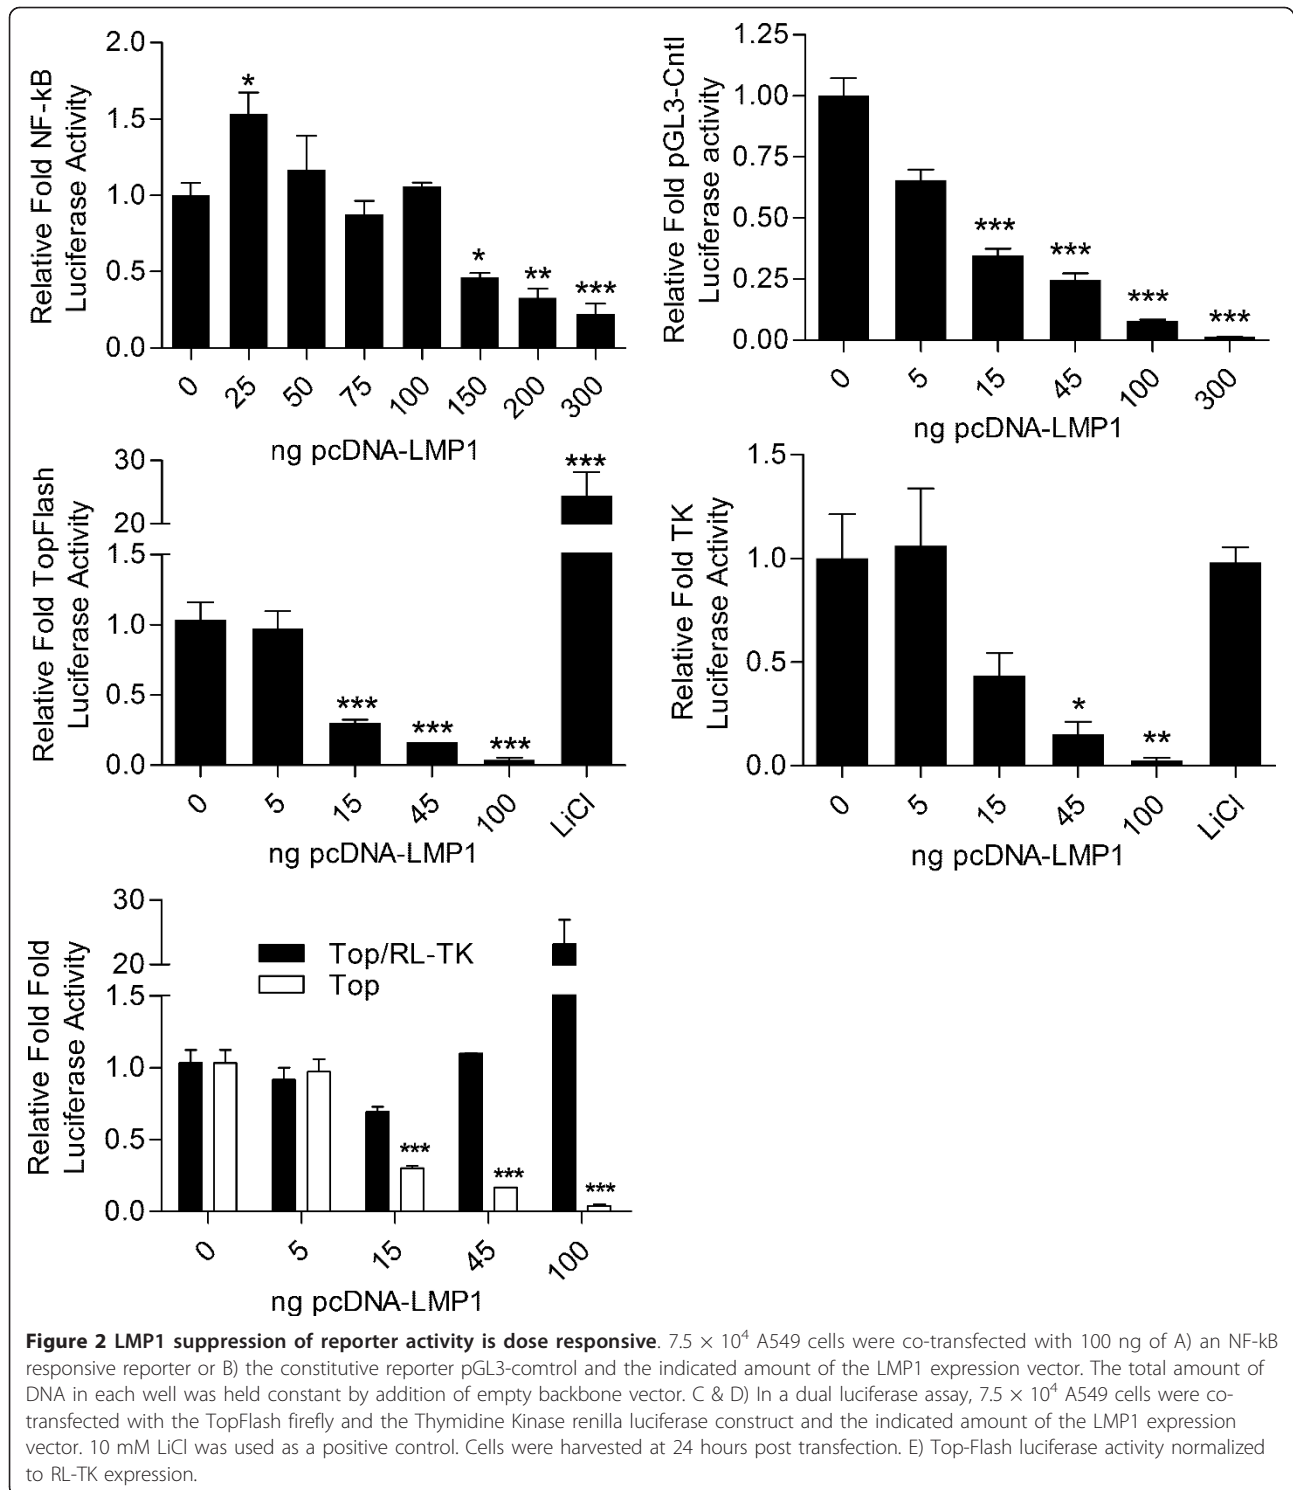 Relative Fold NF-kB
Luciferase Activity
2.0
1.5
1.0
0.5
0.0
*
*
**
***
0 25 50 75 100 150 200 300
ng pcDNA-LMP1
Relative Fold pGL3-Cntl
Luciferase activity
1.25
1.00
0.75
0.50
0.25
0.00
***
***
***
***
0 5 15 45 100 300
ng pcDNA-LMP1
Relative Fold TopFlash
Luciferase Activity
30
20
1.5
1.0
0.5
0.0
***
***
***
***
0 5 15 45 100 LiCl
ng pcDNA-LMP1
Relative Fold TK
Luciferase Activity
1.5
1.0
0.5
0.0
*
**
0 5 15 45 100 LiCl
ng pcDNA-LMP1
Relative Fold Fold
Luciferase Activity
30
20
1.5
1.0
0.5
0.0
Top/RL-TK
Top
***
***
***
0 5 15 45 100
ng pcDNA-LMP1
Figure 2 LMP1 suppression of reporter activity is dose responsive. 7.5 × 10⁴ A549 cells were co-transfected with 100 ng of A) an NF-kB
responsive reporter or B) the constitutive reporter pGL3-comtrol and the indicated amount of the LMP1 expression vector. The total amount of
DNA in each well was held constant by addition of empty backbone vector. C & D) In a dual luciferase assay, 7.5 × 10⁴ A549 cells were co-
transfected with the TopFlash firefly and the Thymidine Kinase renilla luciferase construct and the indicated amount of the LMP1 expression
vector. 10 mM LiCl was used as a positive control. Cells were harvested at 24 hours post transfection. E) Top-Flash luciferase activity normalized
to RL-TK expression.